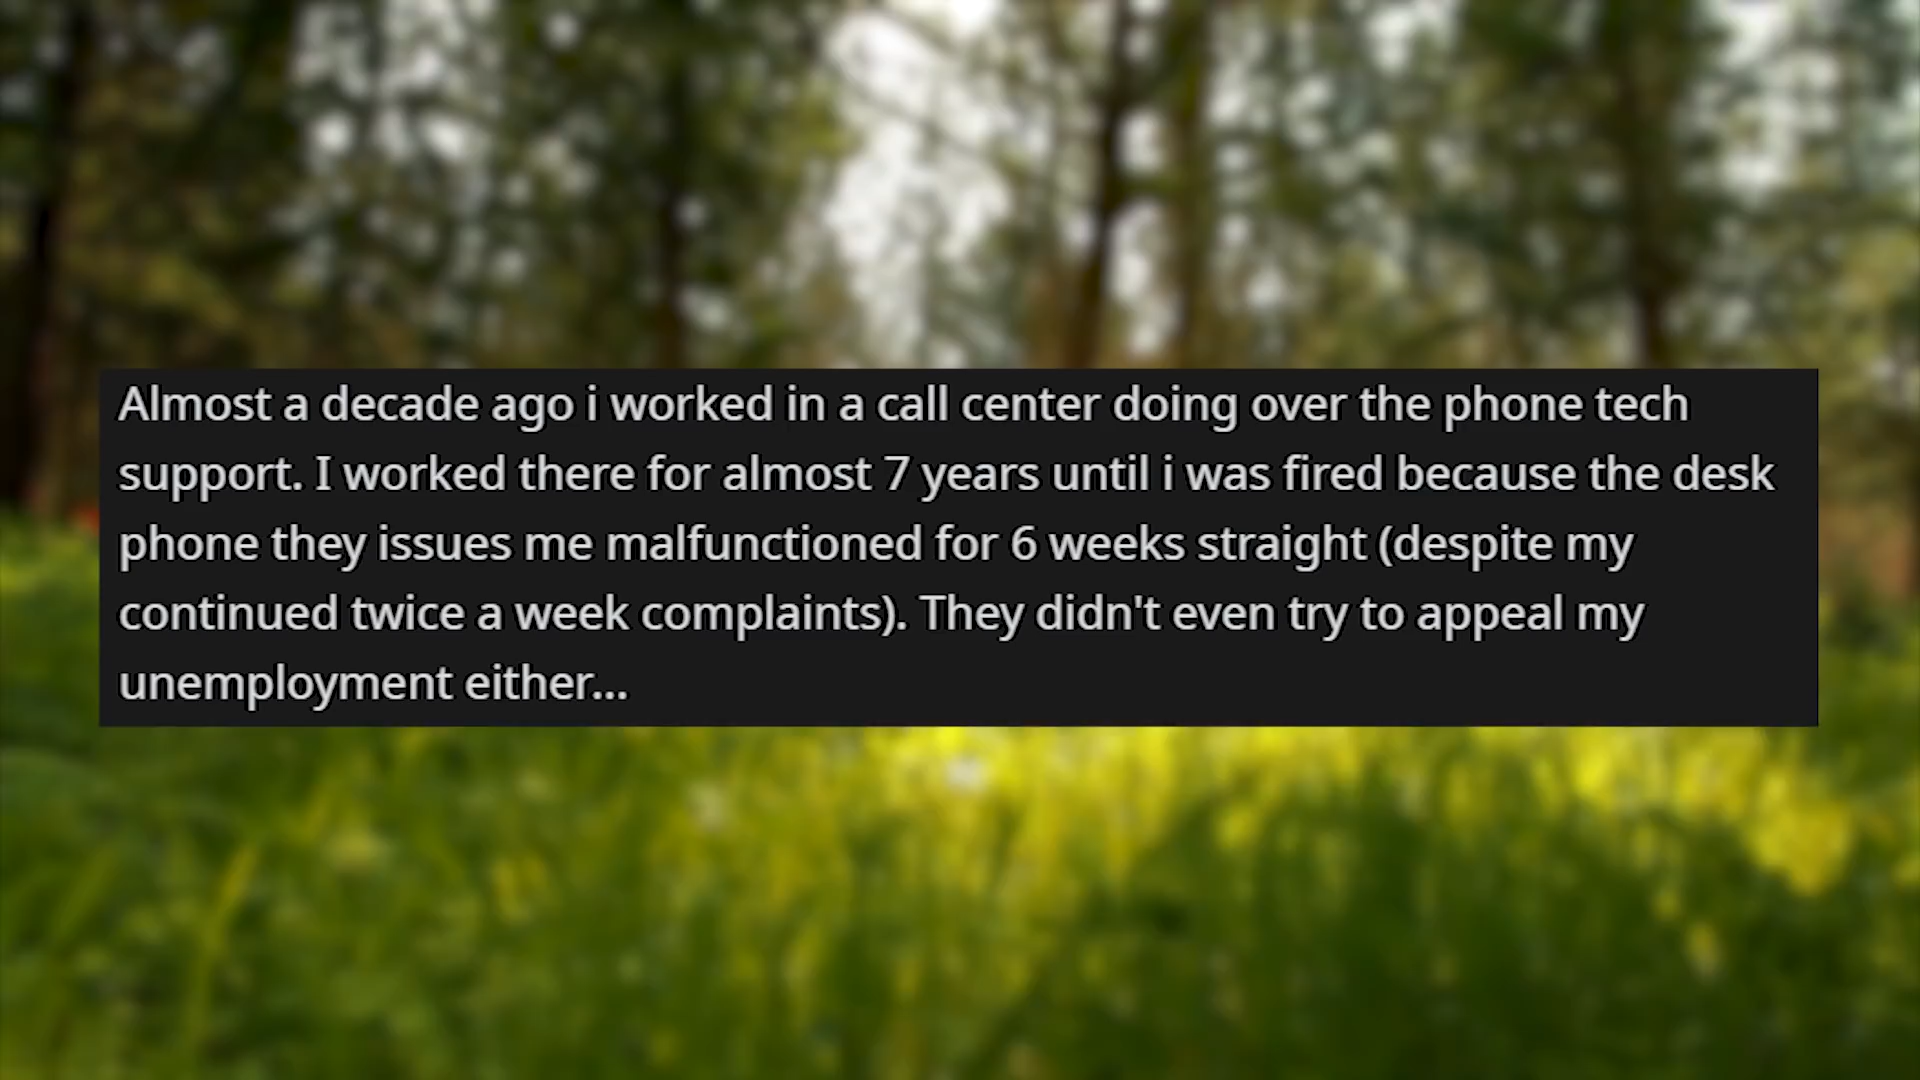 Almost a decade ago i worked in a call center doing over the phone tech
support. I worked there for almost 7 years until i was fired because the desk
phone they issues me malfunctioned for 6 weeks straight (despite my
continued twice a week complaints). They didn't even try to appeal my
unemployment either...